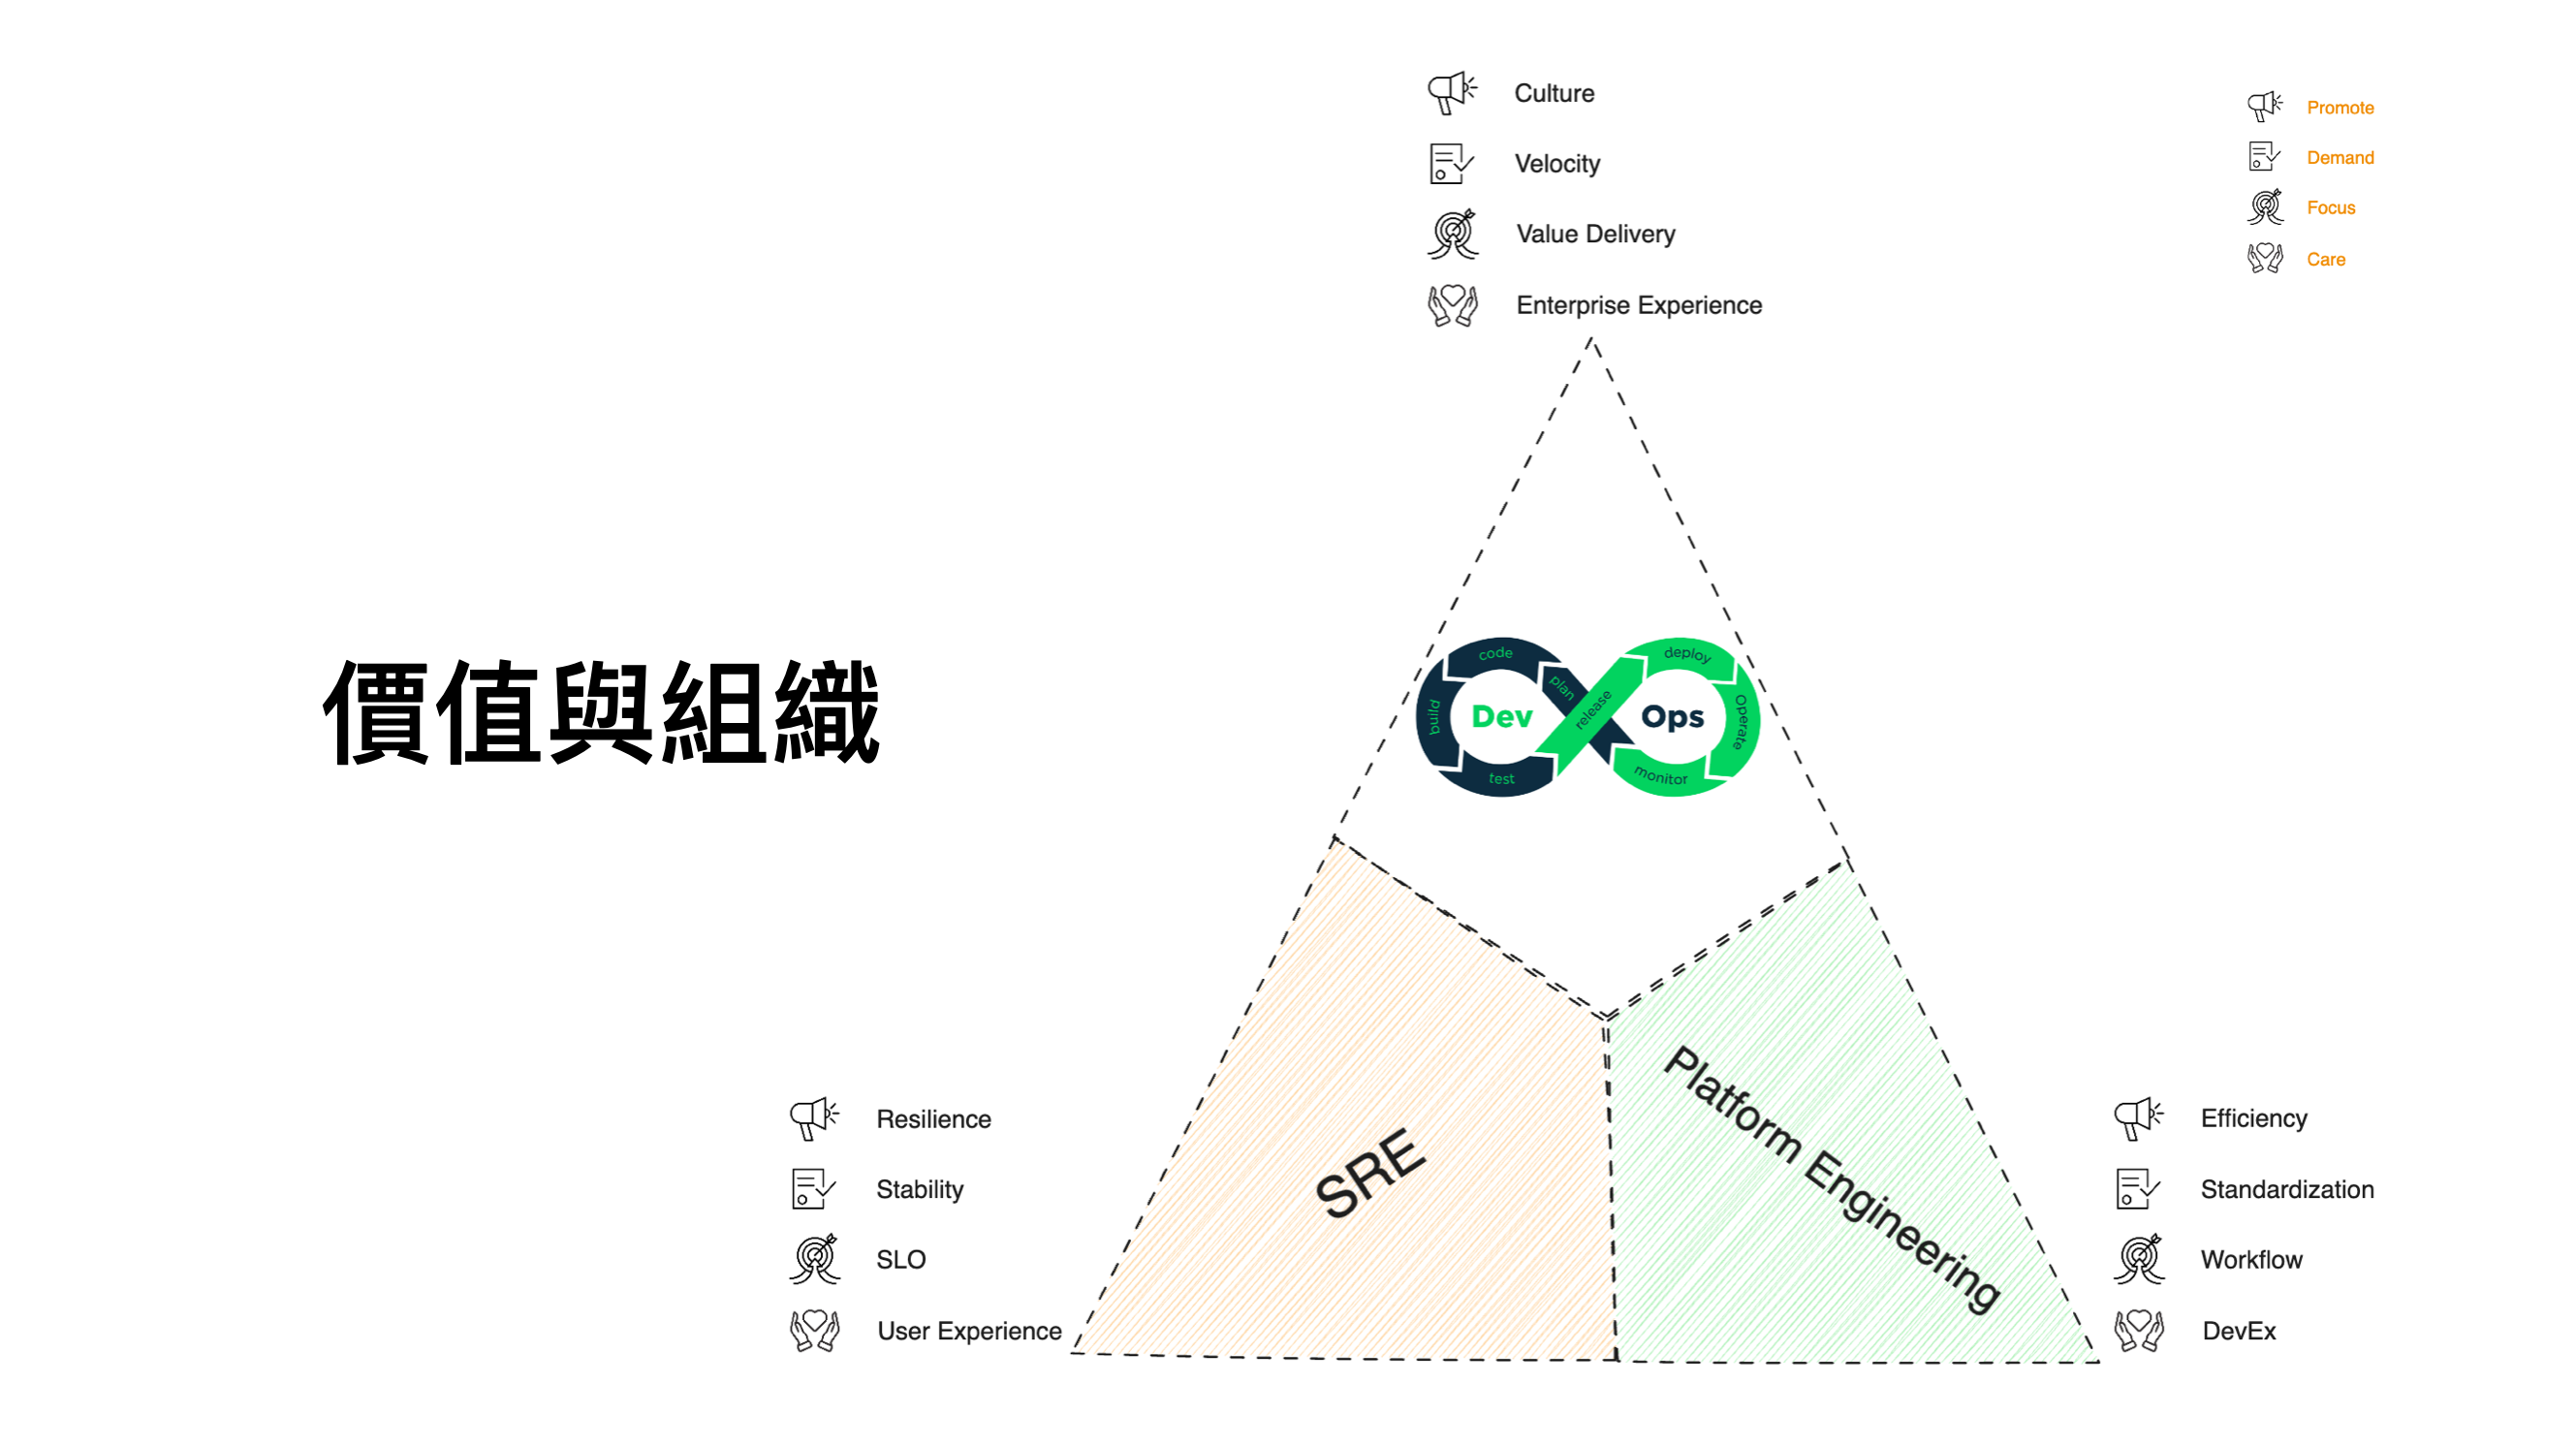 Culture
Velocity
Value Delivery
Enterprise Experience
Promote
Demand
Focus
Care
價值與組織
code
plan
build
Dev
test
release
deploy
Ops
Operate
monitor
SRE
Platform Engineering
Resilience
Stability
SLO
User Experience
Efficiency
Standardization
Workflow
DevEx